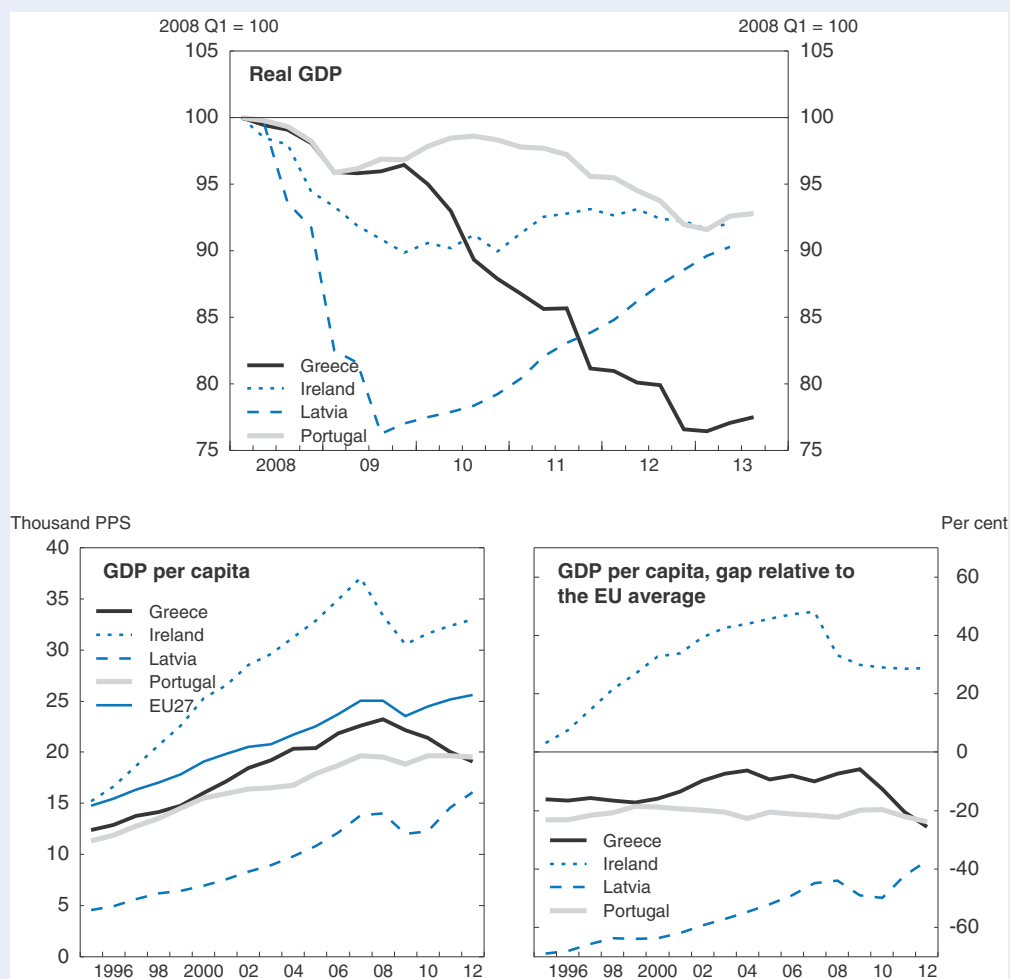 2008 Q1 = 100 2008 Q1 = 100
105 105
Real GDP
100 100
95 95
90 90
85 85
80 80
Greece
Ireland
Latvia
Portugal
75 75
2008 09 10 11 12 13
Thousand PPS
40
GDP per capita
Greece
35
Ireland
Latvia
30
Portugal
EU27
25
20
15
10
5
0
1996 98 2000 02 04 06 08 10 12
Per cent
GDP per capita, gap relative to
the EU average
60
40
20
0
-20
Greece
Ireland
-40
Latvia
Portugal
-60
1996 98 2000 02 04 06 08 10 12